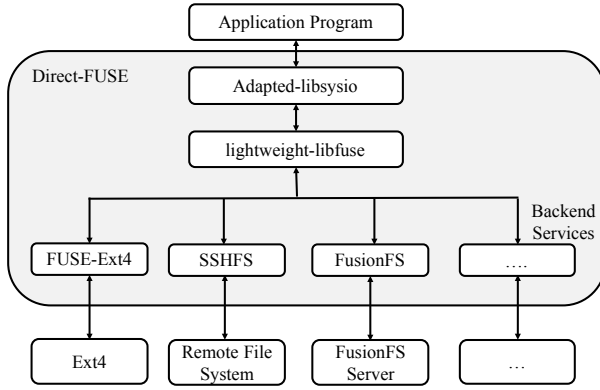 Application Program
Direct-FUSE
Adapted-libsysio
lightweight-libfuse
Backend
Services
FUSE-Ext4
SSHFS
FusionFS
....
Ext4
Remote File
System
FusionFS
Server
...